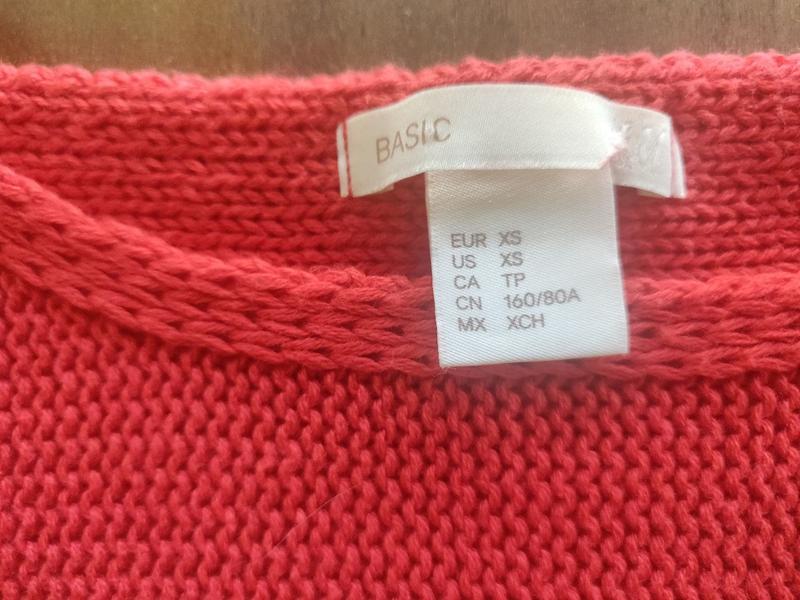 BASIC
EUR XS
US XS
CA TP
CN 160/80A
MX XCH